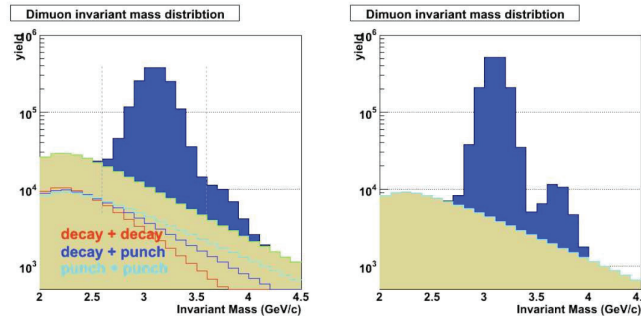 Dimuon invariant mass distribtion
yield
10^6
10^5
10^4
10^3
decay + decay
decay + punch
punch + punch
2 2.5 3 3.5 4 4.5
Invariant Mass (GeV/c)
Dimuon invariant mass distribtion
yield
10^6
10^5
10^4
10^3
2 2.5 3 3.5 4 4.5
Invariant Mass (GeV/c)